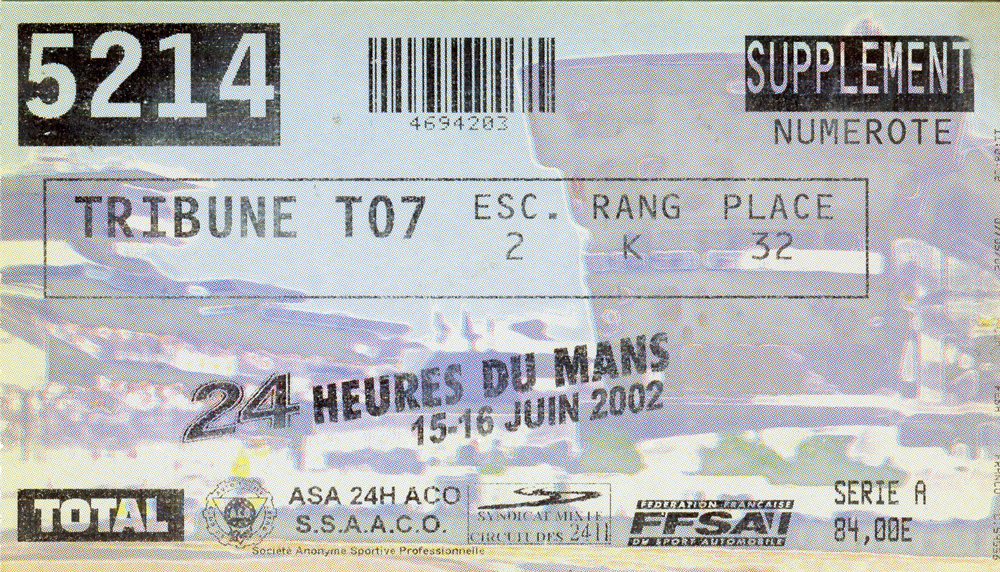 5214
4694203
SUPPLEMENT
NUMEROTE
TRIBUNE T07 ESC. RANG PLACE
2 K 32
24 HEURES DU MANS
15-16 JUIN 2002
TOTAL
ASA 24H ACO
S.S.A.A.C.O.
Société Anonyme Sportive Professionnelle
SYNDICAT MIXTE
CIRCUIT DES 24H
FEDERATION FRANÇAISE
FFSA
DU SPORT AUTOMOBILE
SERIE A
84,00E